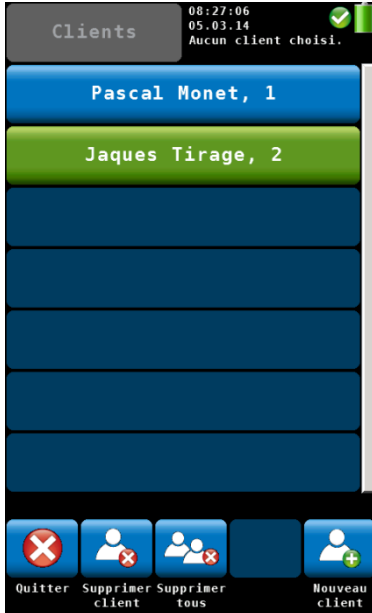 Clients
08:27:06
05.03.14
Aucun client choisi.
Pascal Monet, 1
Jaques Tirage, 2
Quitter
Supprimer
client
Supprimer
tous
Nouveau
client